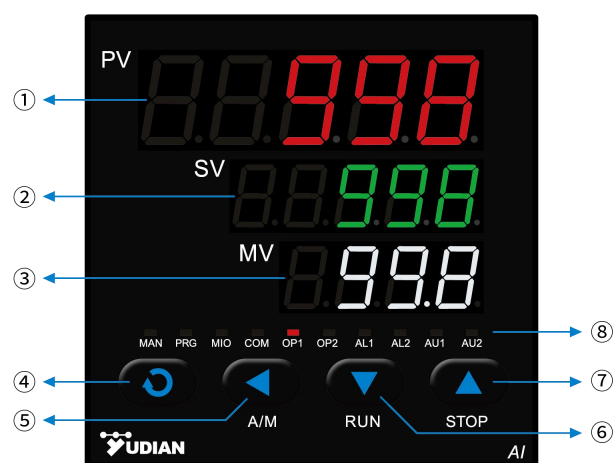 PV
① 998
SV
② 998
MV
③ 99.8
MAN PRG MIO COM OP1 OP2 AL1 AL2 AU1 AU2 ⑧
④ ⑦
⑤ A/M RUN STOP ⑥
YUDIAN AI